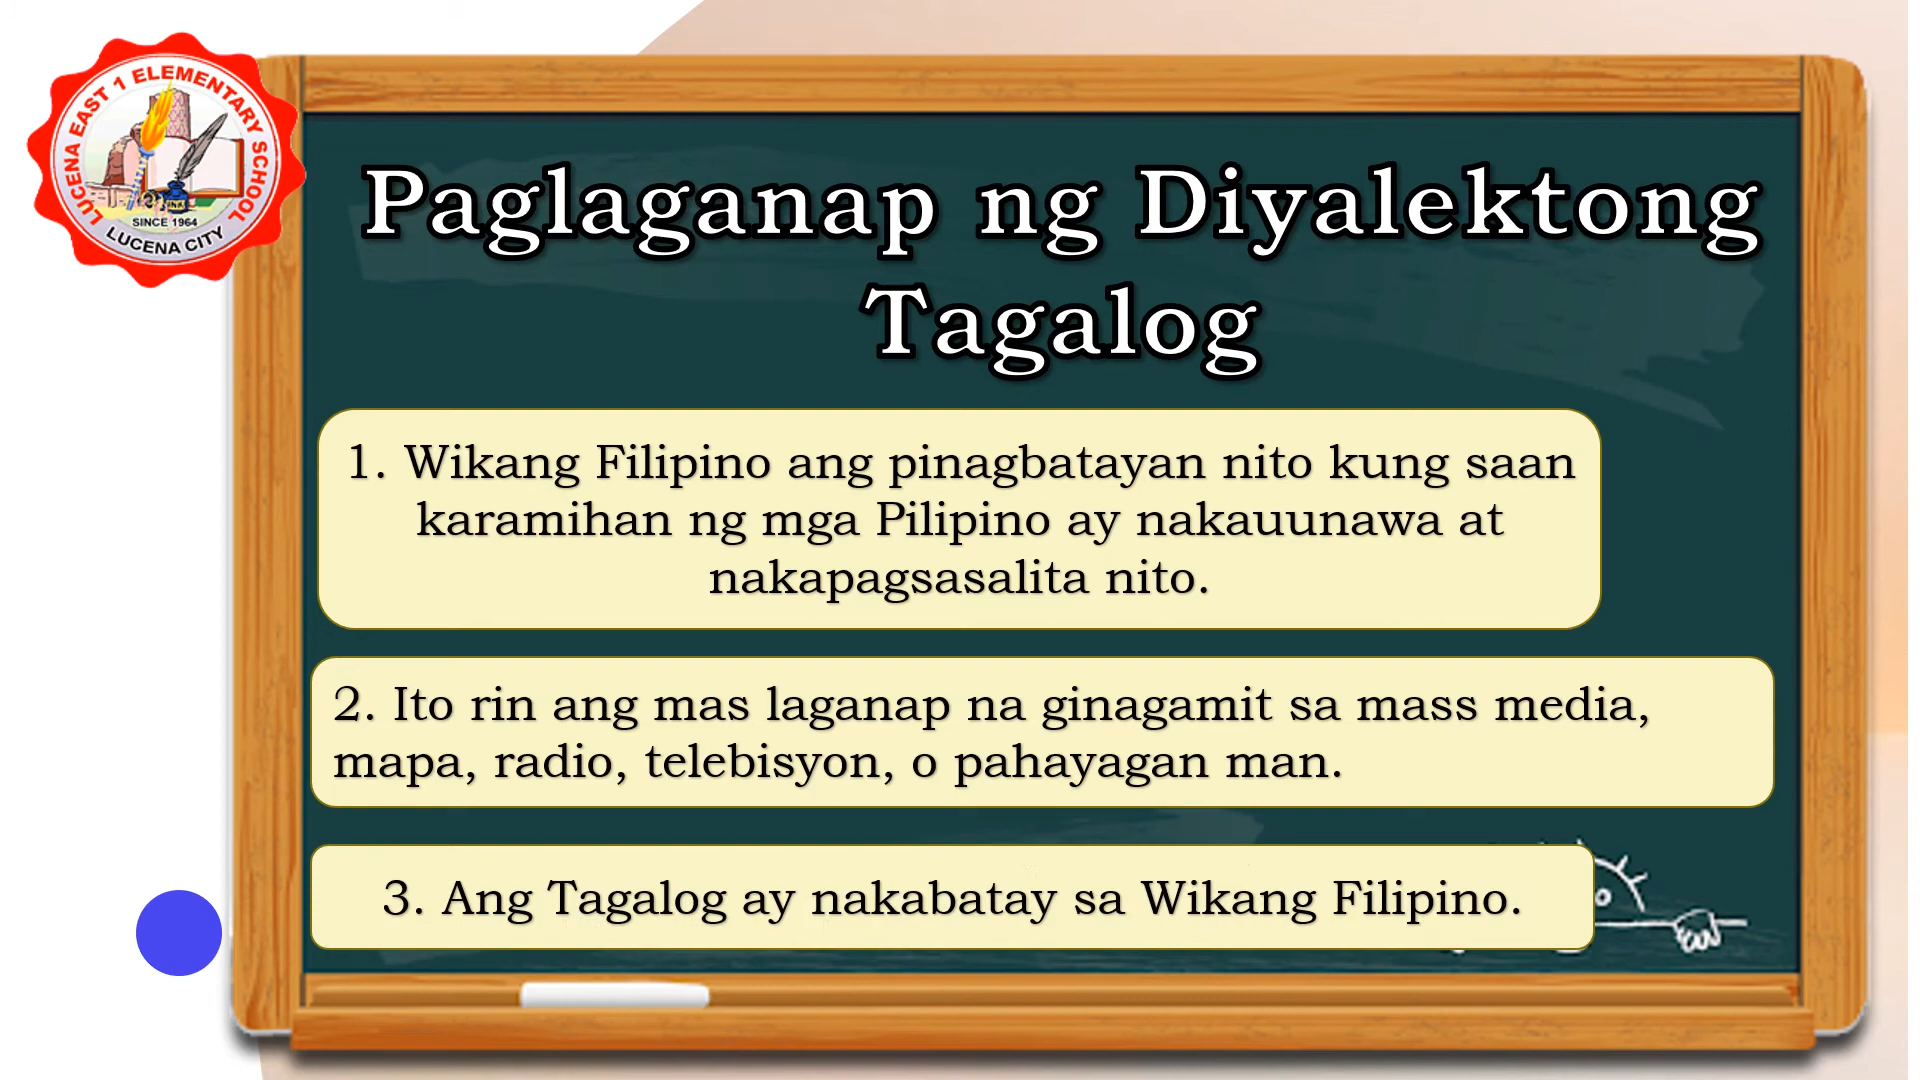 LUCENA EAST 1 ELEMENTARY SCHOOL
INK
SINCE 1964
LUCENA CITY
Paglaganap ng Diyalektong
Tagalog
1. Wikang Filipino ang pinagbatayan nito kung saan
karamihan ng mga Pilipino ay nakauunawa at
nakapagsasalita nito.
2. Ito rin ang mas laganap na ginagamit sa mass media,
mapa, radio, telebisyon, o pahayagan man.
3. Ang Tagalog ay nakabatay sa Wikang Filipino.